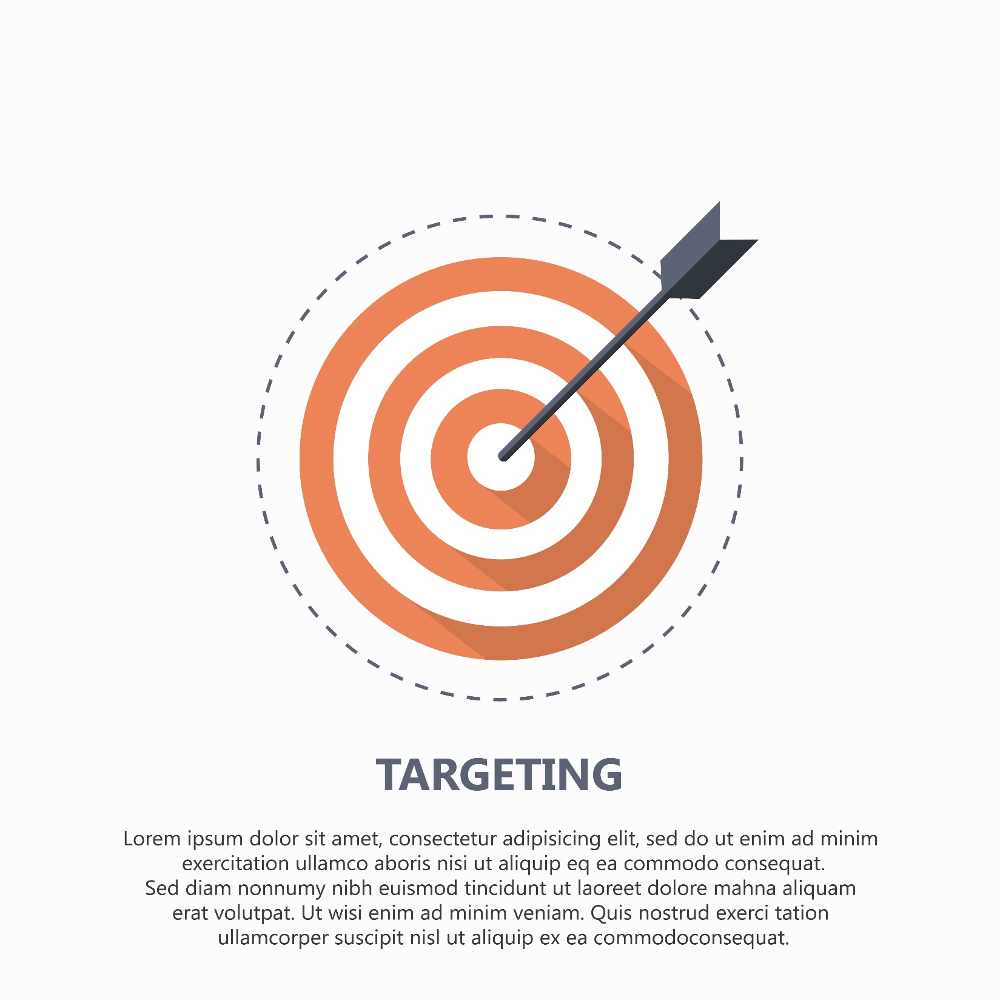 TARGETING
Lorem ipsum dolor sit amet, consectetur adipisicing elit, sed do ut enim ad minim
exercitation ullamco aboris nisi ut aliquip eq ea commodo consequat.
Sed diam nonnumy nibh euismod tincidunt ut laoreet dolore mahna aliquam
erat volutpat. Ut wisi enim ad minim veniam. Quis nostrud exerci tation
ullamcorper suscipit nisl ut aliquip ex ea commodoconsequat.